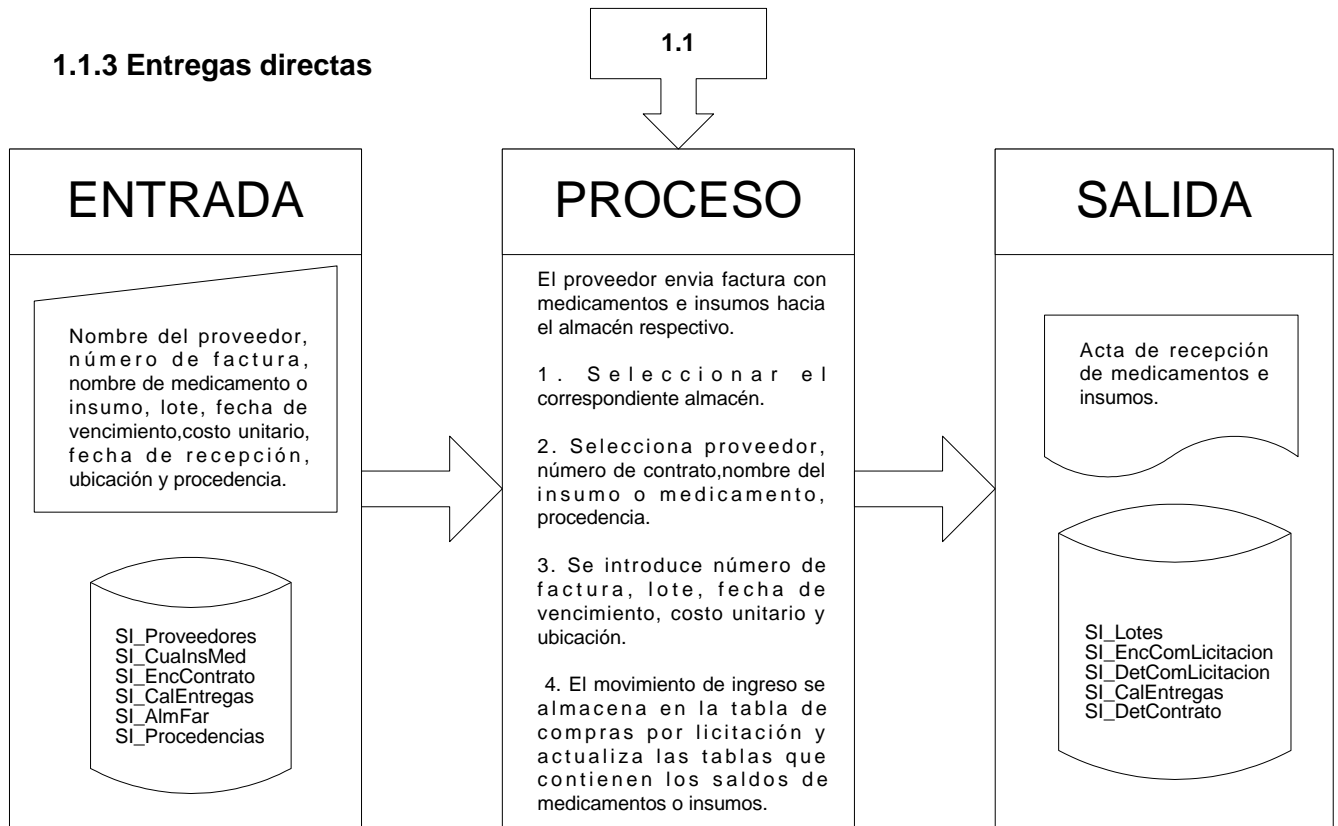 1.1
1.1.3 Entregas directas
ENTRADA
Nombre del proveedor,
número de factura,
nombre de medicamento o
insumo, lote, fecha de
vencimiento,costo unitario,
fecha de recepción,
ubicación y procedencia.
SI_Proveedores
SI_CuaInsMed
SI_EncContrato
SI_CalEntregas
SI_AlmFar
SI_Procedencias
PROCESO
El proveedor envia factura con
medicamentos e insumos hacia
el almacén respectivo.
1. Seleccionar el
correspondiente almacén.
2. Selecciona proveedor,
número de contrato,nombre del
insumo o medicamento,
procedencia.
3. Se introduce número de
factura, lote, fecha de
vencimiento, costo unitario y
ubicación.
4. El movimiento de ingreso se
almacena en la tabla de
compras por licitación y
actualiza las tablas que
contienen los saldos de
medicamentos o insumos.
SALIDA
Acta de recepción
de medicamentos e
insumos.
SI_Lotes
SI_EncComLicitacion
SI_DetComLicitacion
SI_CalEntregas
SI_DetContrato